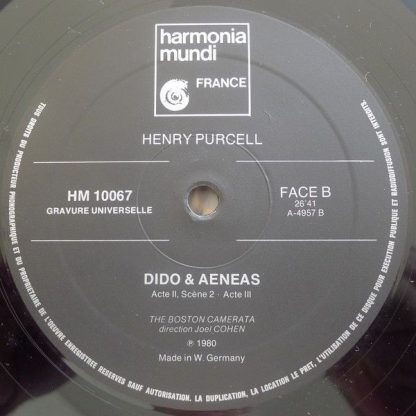 harmonia
mundi
FRANCE
HENRY PURCELL
HM 10067
GRAVURE UNIVERSELLE
FACE B
26'41
A-4957 B
DIDO & AENEAS
Acte II, Scène 2 - Acte III
THE BOSTON CAMERATA
direction Joel COHEN
℗ 1980
Made in W. Germany
TOUS DROITS DU PRODUCTEUR PHONOGRAPHIQUE ET DU PROPRIETAIRE DE L'ŒUVRE ENREGISTREE RESERVES SAUF AUTORISATION. LA DUPLICATION, LA LOCATION LE PRET, L'UTILISATION DE CE DISQUE POUR EXECUTION PUBLIQUE ET RADIODIFFUSION SONT INTERDITS.